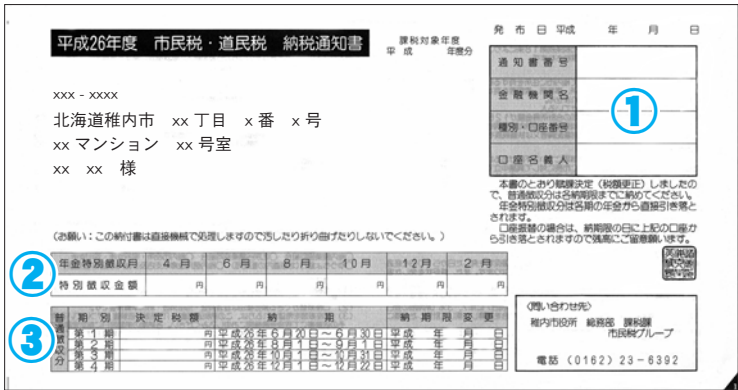 発 布 日 平成 年 月 日
平成26年度 市民税・道民税 納税通知書
課税対象年度
平 成 年度分
通 知 書 番 号
金 融 機 関 名
種別・口座番号
口 座 名 義 人
①
xxx - xxxx
北海道稚内市 xx 丁目 x 番 x 号
xx マンション xx 号室
xx xx 様
本書のとおり賦課決定（税額更正）しましたの
で、普通徴収分は各納期限までに納めてください。
年金特別徴収分は各期の年金から直接引き落と
されます。
口座振替の場合は、納期限の日に上記の口座か
ら引き落とされますので残高にご留意願います。
（お願い：この納付書は直接機械で処理しますので汚したり折り曲げたりしないでください。）
②
年金特別徴収月 4 月 6 月 8 月 10月 12月 2 月
特 別 徴 収 金 額 円 円 円 円 円 円
③
普通徴収分
期 別 決 定 税 額 納 期 納 期 限 変 更
第 1 期 円 平成26年 6月20日～ 6月30日 平成 年 月 日
第 2 期 円 平成26年 8月 1日～ 9月 1日 平成 年 月 日
第 3 期 円 平成26年10月 1日～10月31日 平成 年 月 日
第 4 期 円 平成26年12月 1日～12月22日 平成 年 月 日
（問い合わせ先）
稚内市役所 総務部 課税課
市民税グループ
電話（0162）23－6392